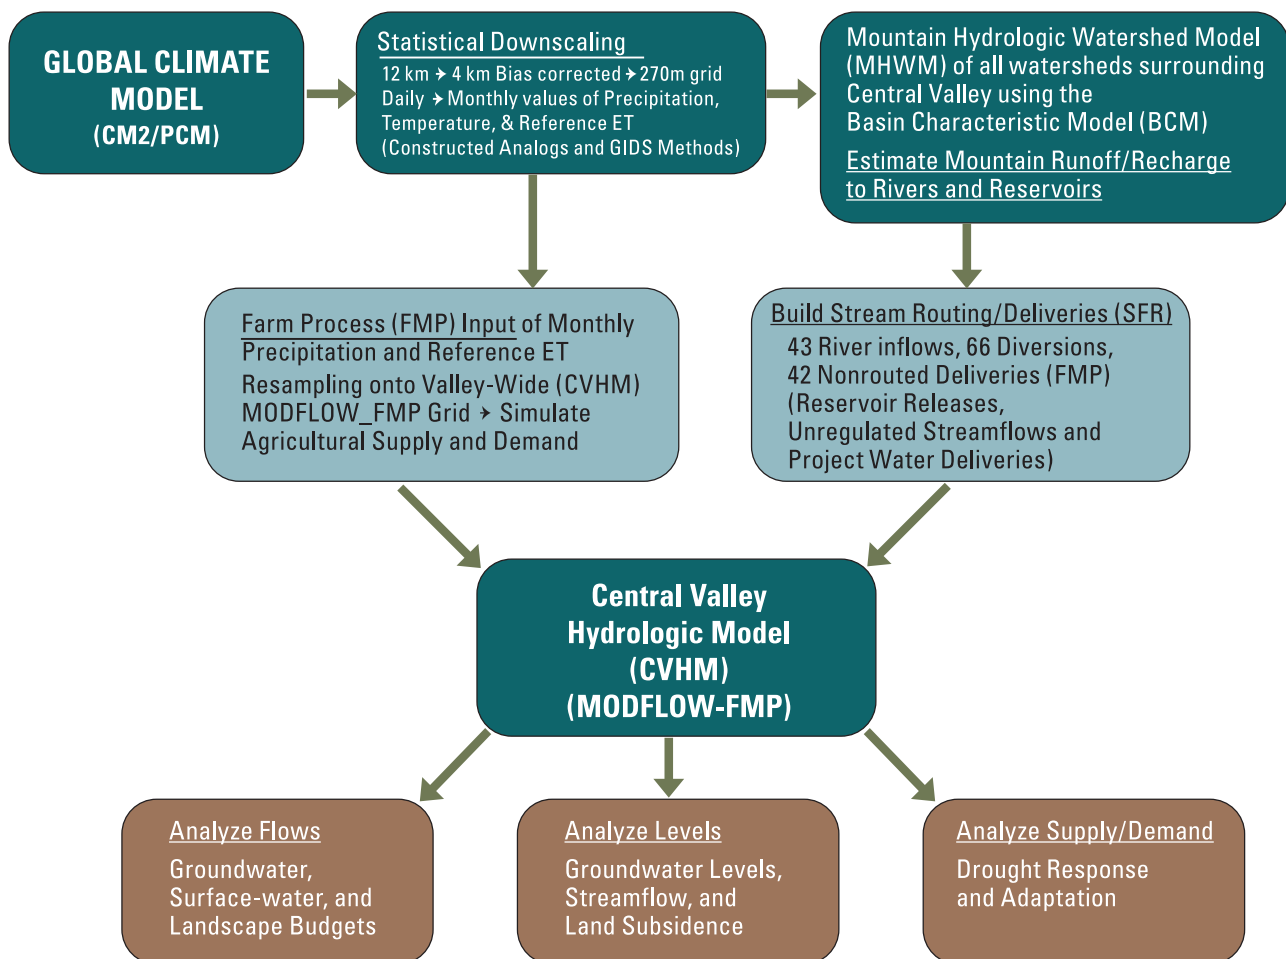 GLOBAL CLIMATE
MODEL
(CM2/PCM)
Statistical Downscaling
12 km → 4 km Bias corrected → 270m grid
Daily → Monthly values of Precipitation,
Temperature, & Reference ET
(Constructed Analogs and GIDS Methods)
Mountain Hydrologic Watershed Model
(MHWM) of all watersheds surrounding
Central Valley using the
Basin Characteristic Model (BCM)
Estimate Mountain Runoff/Recharge
to Rivers and Reservoirs
Farm Process (FMP) Input of Monthly
Precipitation and Reference ET
Resampling onto Valley-Wide (CVHM)
MODFLOW_FMP Grid → Simulate
Agricultural Supply and Demand
Build Stream Routing/Deliveries (SFR)
43 River inflows, 66 Diversions,
42 Nonrouted Deliveries (FMP)
(Reservoir Releases,
Unregulated Streamflows and
Project Water Deliveries)
Central Valley
Hydrologic Model
(CVHM)
(MODFLOW-FMP)
Analyze Flows
Groundwater,
Surface-water, and
Landscape Budgets
Analyze Levels
Groundwater Levels,
Streamflow, and
Land Subsidence
Analyze Supply/Demand
Drought Response
and Adaptation